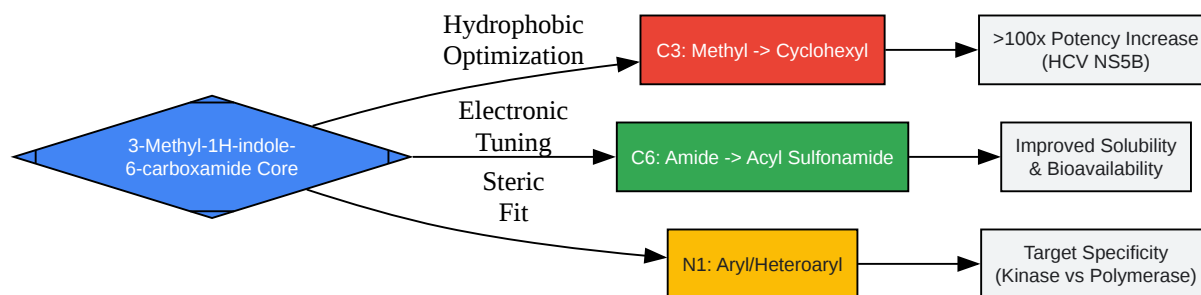 Hydrophobic
Optimization
C3: Methyl -> Cyclohexyl
>100x Potency Increase
(HCV NS5B)
3-Methyl-1H-indole-
6-carboxamide Core
Electronic
Tuning
C6: Amide -> Acyl Sulfonamide
Improved Solubility
& Bioavailability
Steric
Fit
N1: Aryl/Heteroaryl
Target Specificity
(Kinase vs Polymerase)